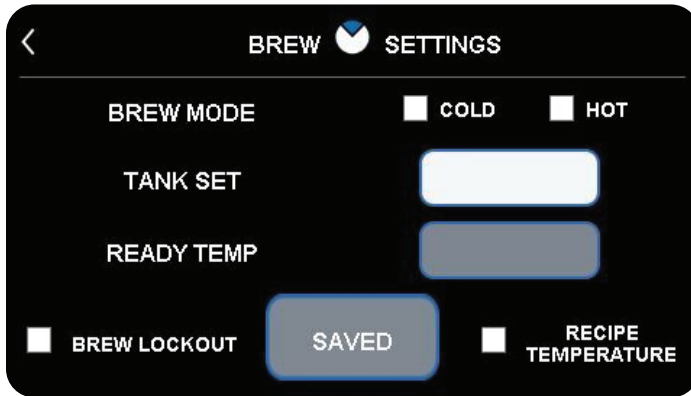 BREW SETTINGS
BREW MODE COLD HOT
TANK SET
READY TEMP
BREW LOCKOUT SAVED RECIPE
TEMPERATURE